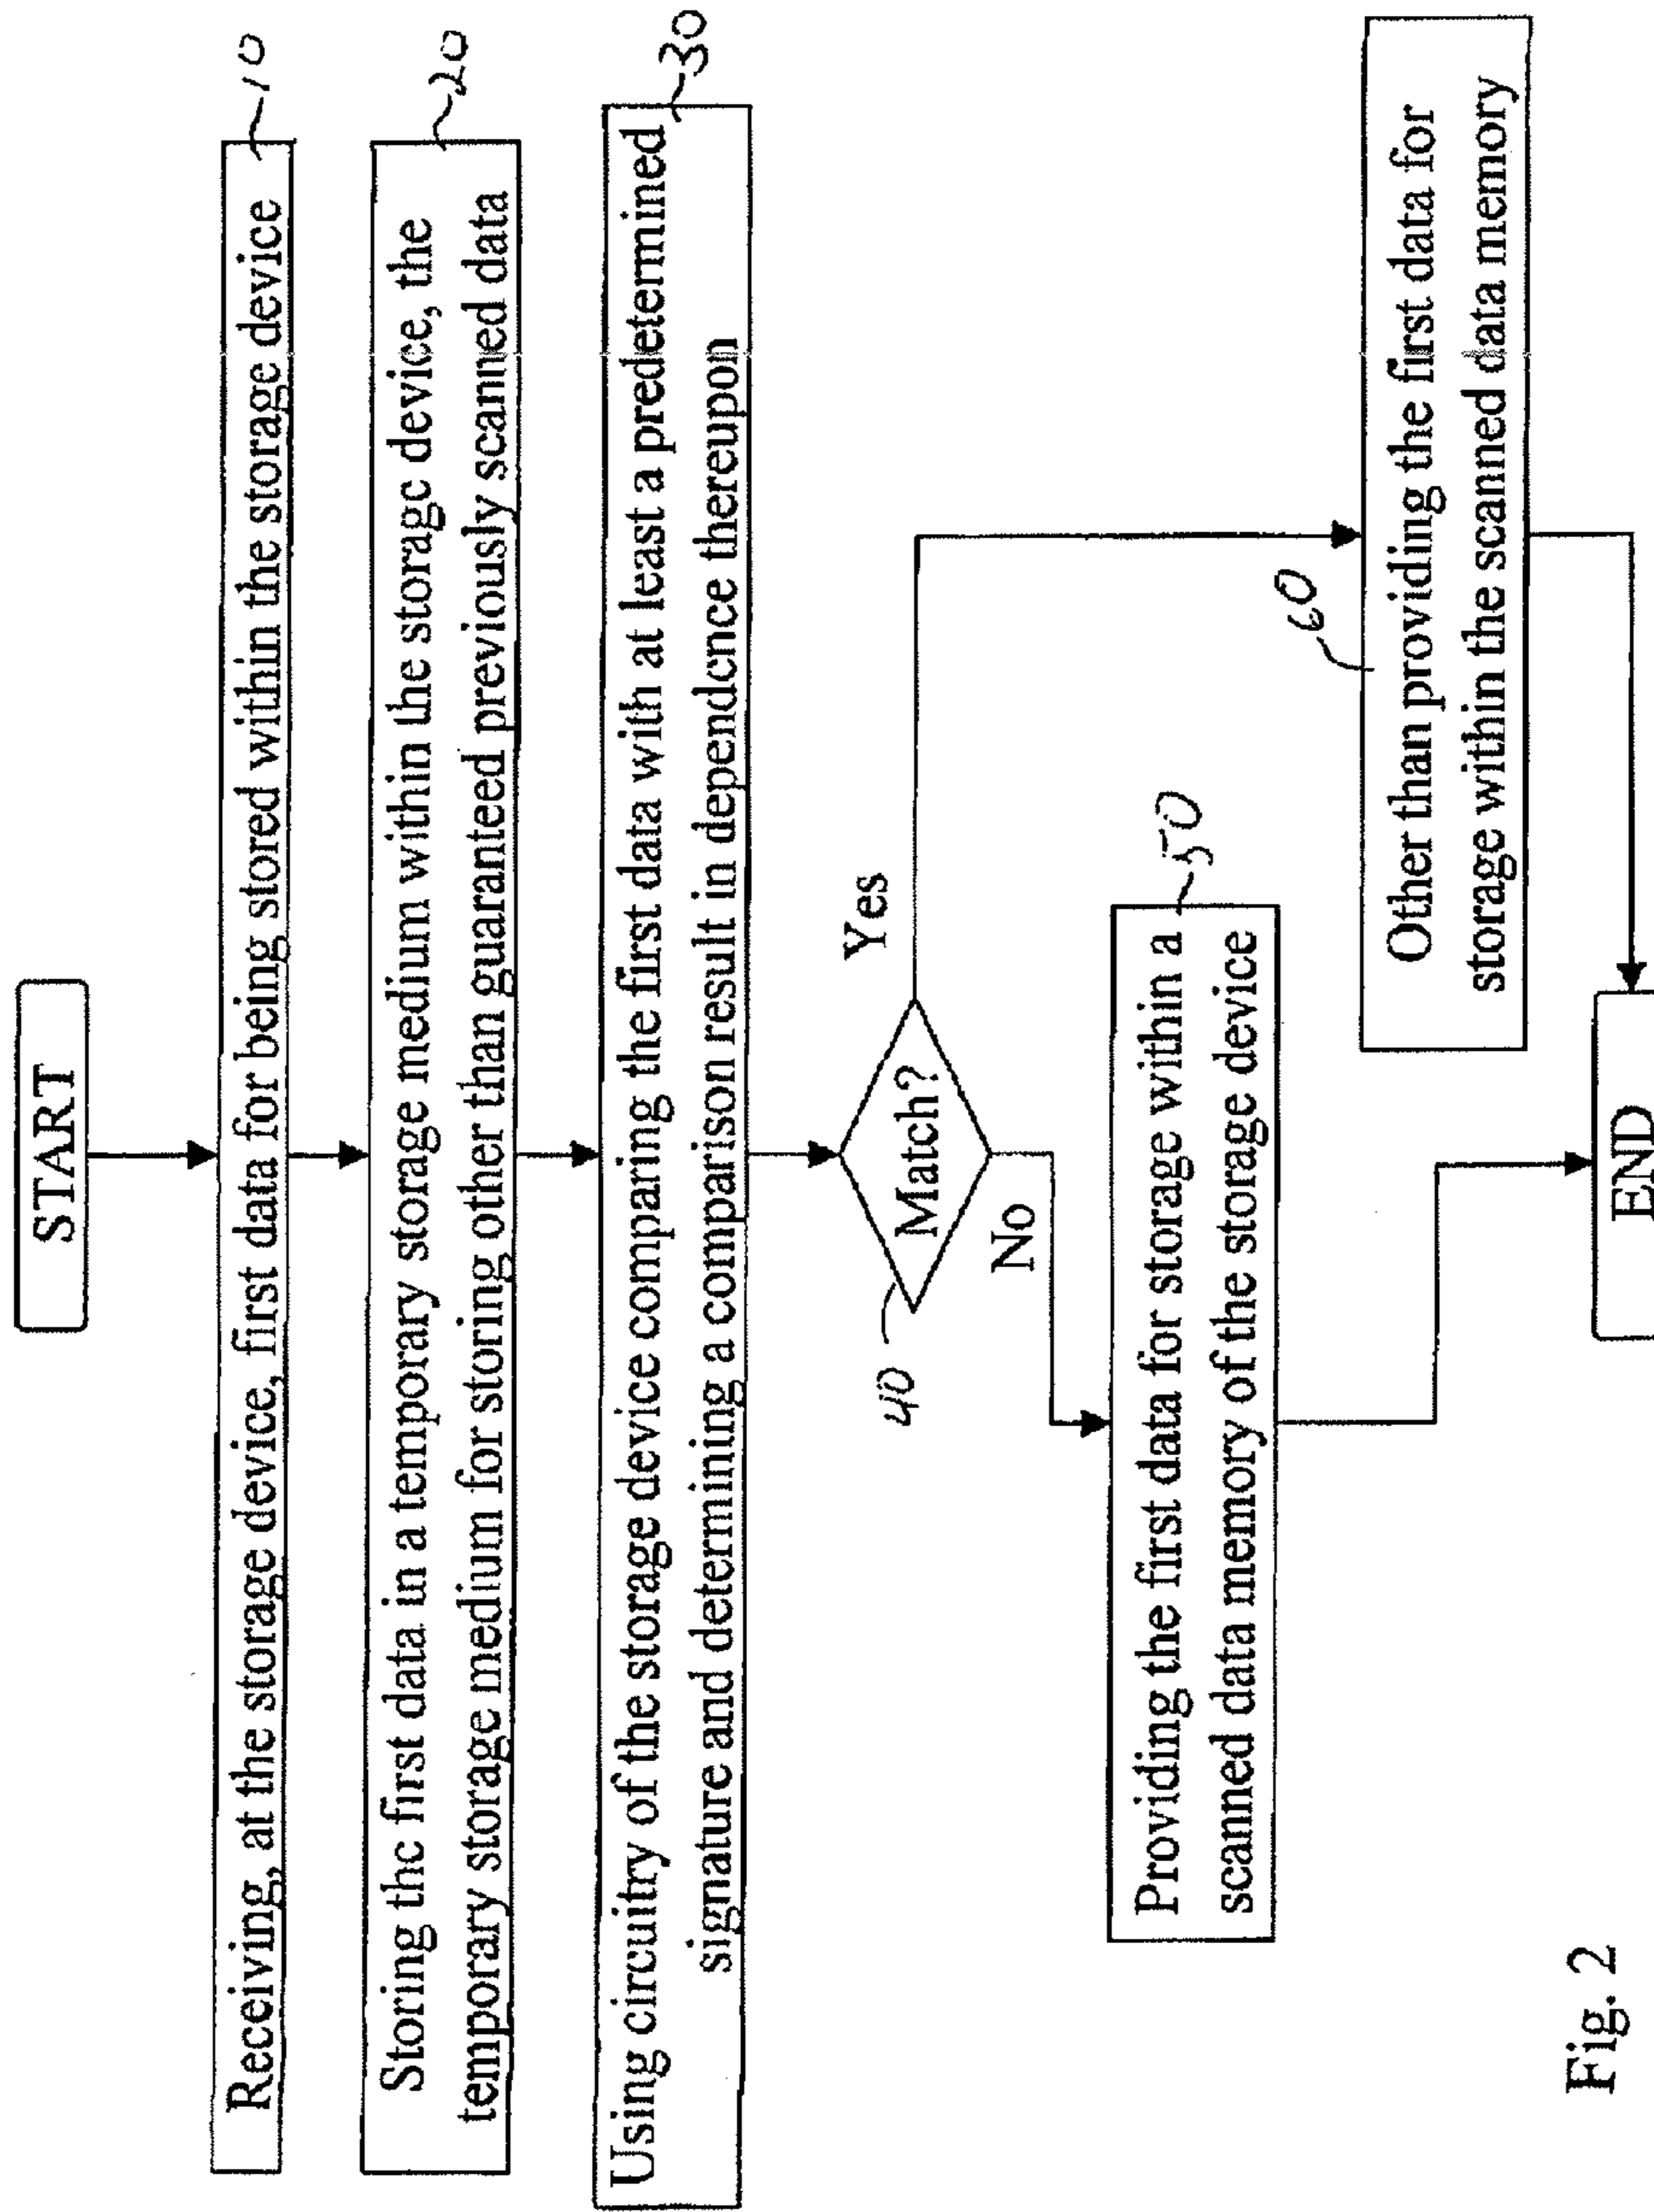 START
Receiving, at the storage device, first data for being stored within the storage device
10
Storing the first data in a temporary storage medium within the storage device, the
temporary storage medium for storing other than guaranteed previously scanned data
20
Using circuitry of the storage device comparing the first data with at least a predetermined
signature and determining a comparison result in dependence thereupon
30
Match?
40
Yes
No
Providing the first data for storage within a
scanned data memory of the storage device
50
Other than providing the first data for
storage within the scanned data memory
60
END
Fig. 2